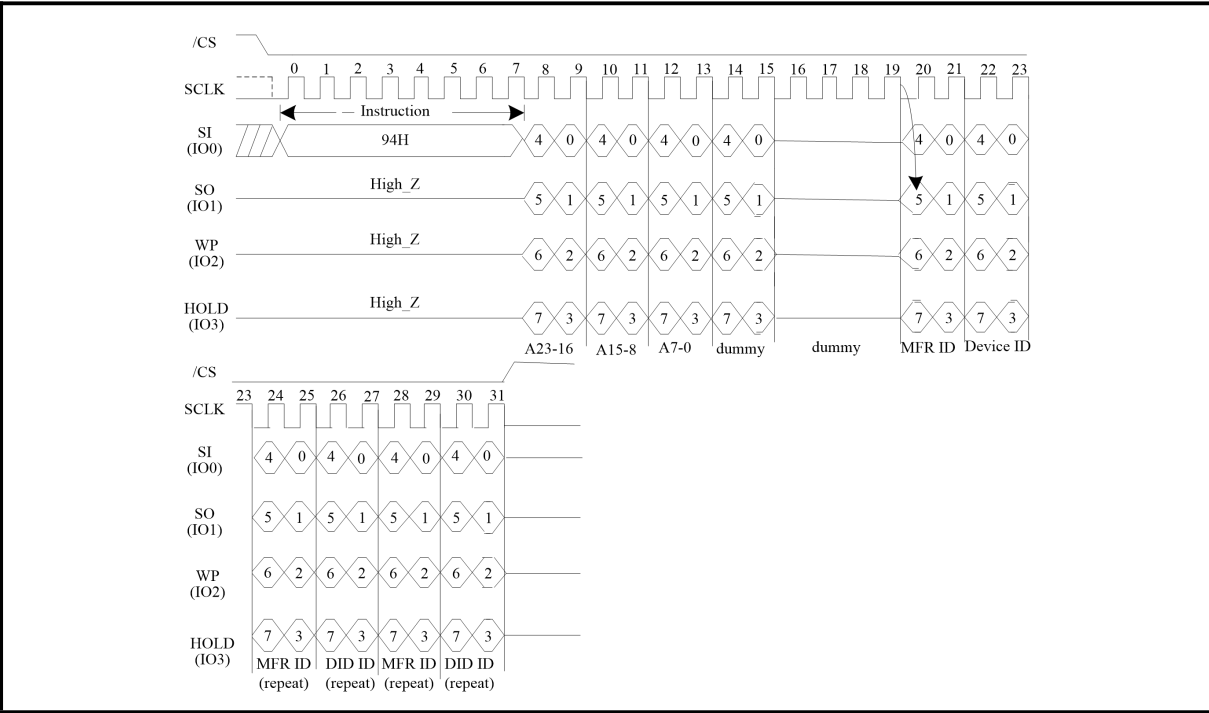 /CS
0 1 2 3 4 5 6 7 8 9 10 11 12 13 14 15 16 17 18 19 20 21 22 23
SCLK
Instruction
SI
(IO0)
94H
4 0 4 0 4 0 4 0 4 0 4 0
SO
(IO1)
High_Z
5 1 5 1 5 1 5 1 5 1 5 1
WP
(IO2)
High_Z
6 2 6 2 6 2 6 2 6 2 6 2
HOLD
(IO3)
High_Z
7 3 7 3 7 3 7 3 7 3 7 3
A23-16 A15-8 A7-0 dummy dummy MFR ID Device ID
/CS
23 24 25 26 27 28 29 30 31
SCLK
SI
(IO0)
4 0 4 0 4 0 4 0
SO
(IO1)
5 1 5 1 5 1 5 1
WP
(IO2)
6 2 6 2 6 2 6 2
HOLD
(IO3)
7 3 7 3 7 3 7 3
MFR ID DID ID MFR ID DID ID
(repeat) (repeat) (repeat) (repeat)